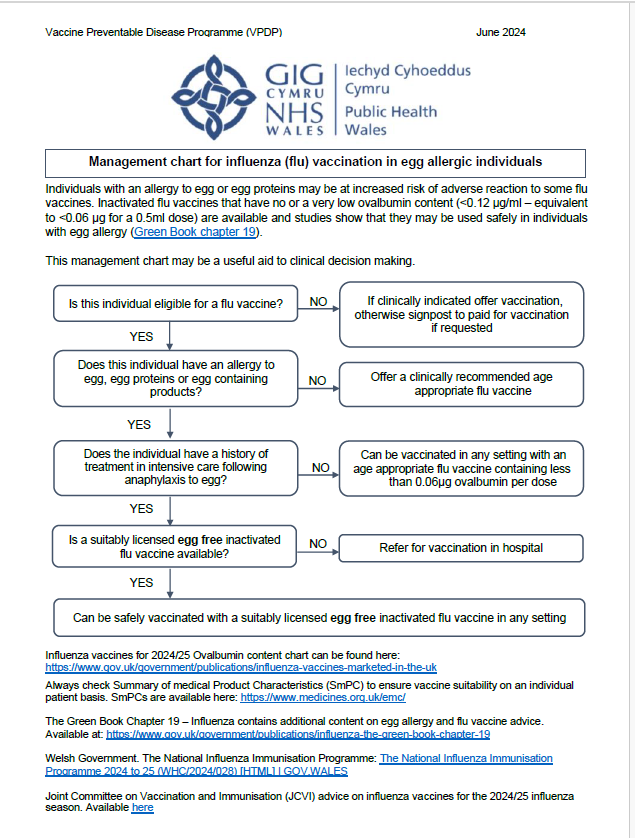 Vaccine Preventable Disease Programme (VPDP) June 2024
GIG
CYMRU
NHS
WALES
Iechyd Cyhoeddus
Cymru
Public Health
Wales
Management chart for influenza (flu) vaccination in egg allergic individuals
Individuals with an allergy to egg or egg proteins may be at increased risk of adverse reaction to some flu
vaccines. Inactivated flu vaccines that have no or a very low ovalbumin content (<0.12 µg/ml – equivalent
to <0.06 µg for a 0.5ml dose) are available and studies show that they may be used safely in individuals
with egg allergy (Green Book chapter 19).
This management chart may be a useful aid to clinical decision making.
Is this individual eligible for a flu vaccine?
NO
If clinically indicated offer vaccination,
otherwise signpost to paid for vaccination
if requested
YES
Does this individual have an allergy to
egg, egg proteins or egg containing
products?
NO
Offer a clinically recommended age
appropriate flu vaccine
YES
Does the individual have a history of
treatment in intensive care following
anaphylaxis to egg?
NO
Can be vaccinated in any setting with an
age appropriate flu vaccine containing less
than 0.06µg ovalbumin per dose
YES
Is a suitably licensed egg free inactivated
flu vaccine available?
NO
Refer for vaccination in hospital
YES
Can be safely vaccinated with a suitably licensed egg free inactivated flu vaccine in any setting
Influenza vaccines for 2024/25 Ovalbumin content chart can be found here:
https://www.gov.uk/government/publications/influenza-vaccines-marketed-in-the-uk
Always check Summary of medical Product Characteristics (SmPC) to ensure vaccine suitability on an individual
patient basis. SmPCs are available here: https://www.medicines.org.uk/emc/
The Green Book Chapter 19 – Influenza contains additional content on egg allergy and flu vaccine advice.
Available at: https://www.gov.uk/government/publications/influenza-the-green-book-chapter-19
Welsh Government. The National Influenza Immunisation Programme: The National Influenza Immunisation
Programme 2024 to 25 (WHC/2024/028) [HTML] | GOV.WALES
Joint Committee on Vaccination and Immunisation (JCVI) advice on influenza vaccines for the 2024/25 influenza
season. Available here